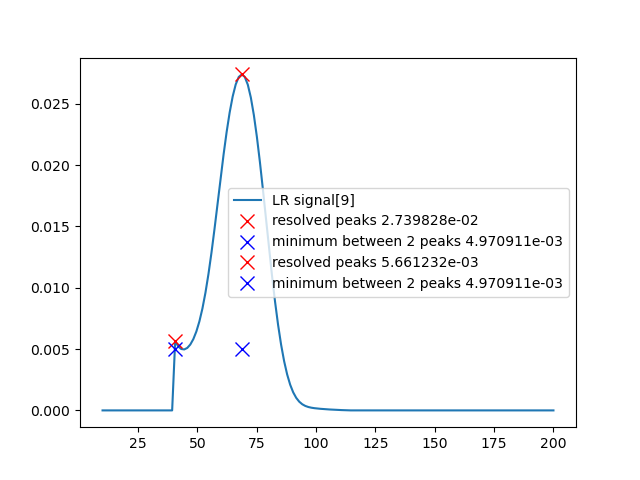 0.025
0.020
0.015
0.010
0.005
0.000
LR signal[9]
resolved peaks 2.739828e-02
minimum between 2 peaks 4.970911e-03
resolved peaks 5.661232e-03
minimum between 2 peaks 4.970911e-03
25 50 75 100 125 150 175 200